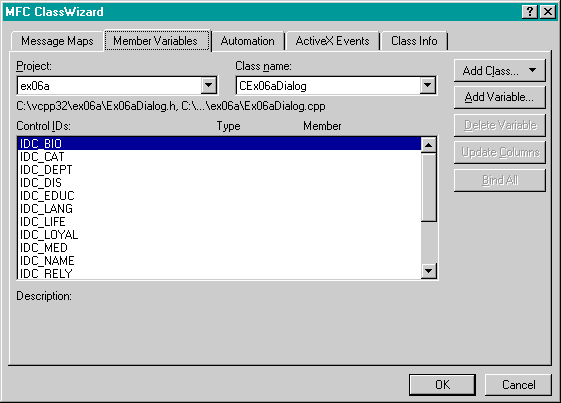 MFC ClassWizard
Message Maps Member Variables Automation ActiveX Events Class Info
Project: Class name:
ex06a CEx06aDialog Add Class...
C:\vcpp32\ex06a\Ex06aDialog.h, C:\...\ex06a\Ex06aDialog.cpp Add Variable...
Control IDs: Type Member Delete Variable
IDC_BIO
IDC_CAT Update Columns
IDC_DEPT
IDC_DIS Bind All
IDC_EDUC
IDC_LANG
IDC_LIFE
IDC_LOYAL
IDC_MED
IDC_NAME
IDC_RELY
Description:
OK Cancel